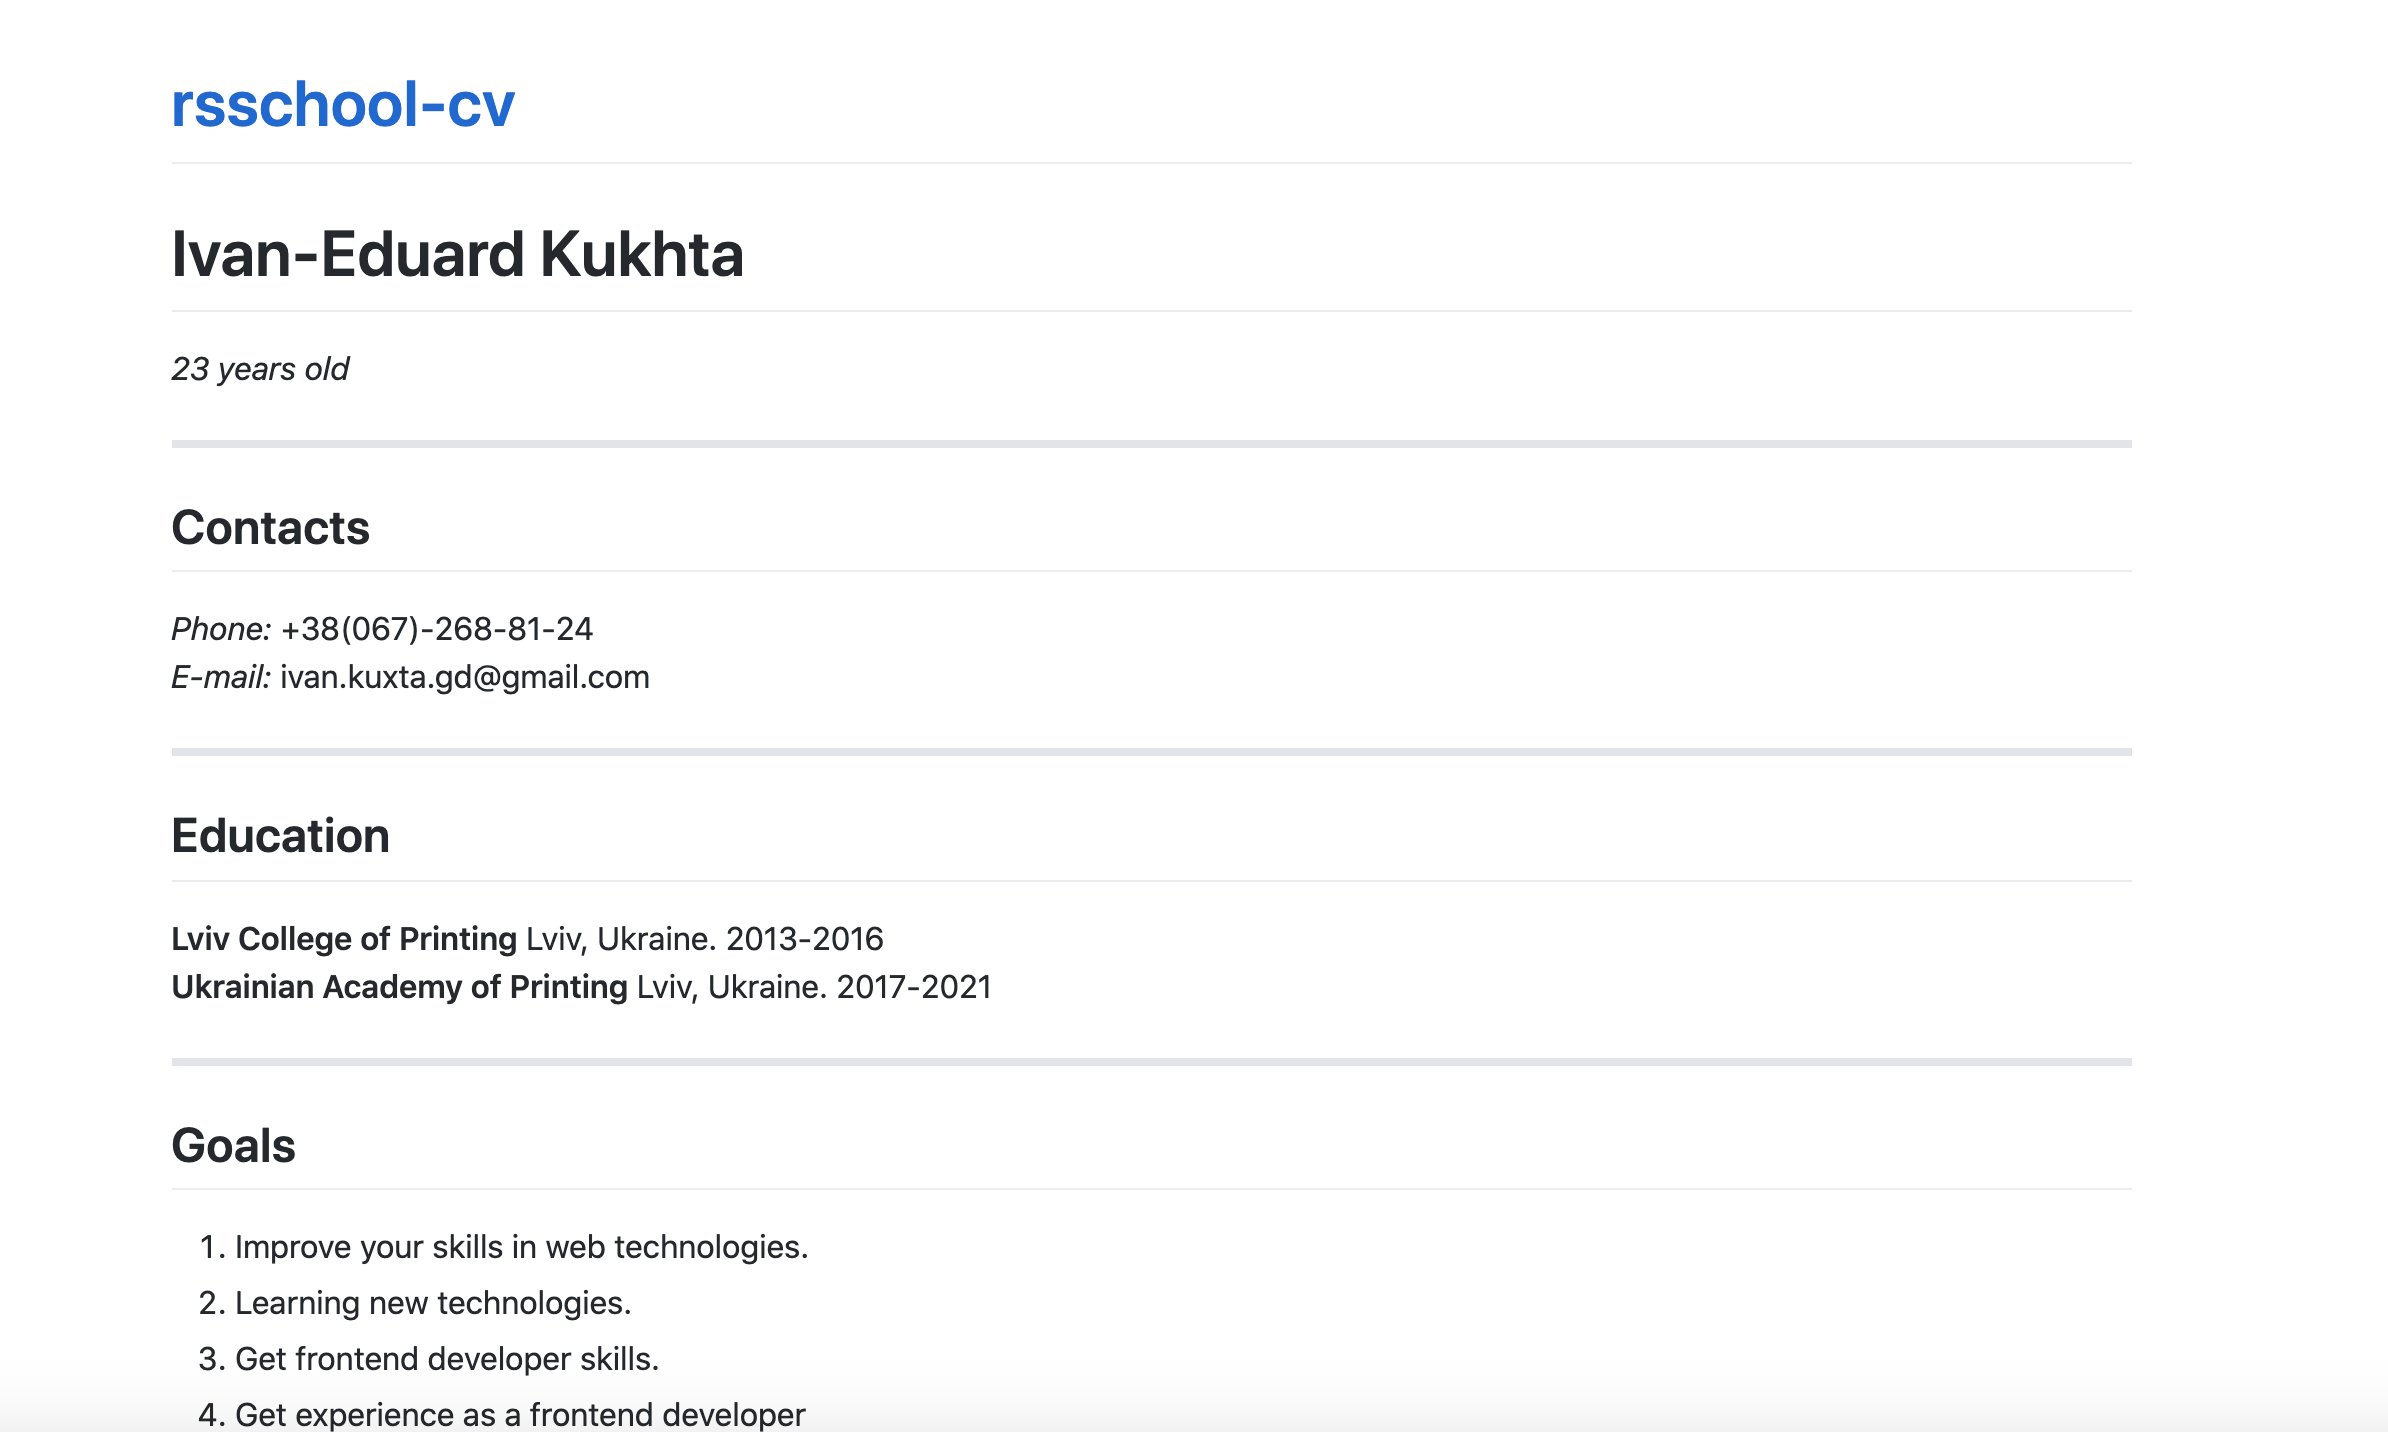 rsschool-cv
Ivan-Eduard Kukhta
23 years old
Contacts
Phone: +38(067)-268-81-24
E-mail: ivan.kuxta.gd@gmail.com
Education
Lviv College of Printing Lviv, Ukraine. 2013-2016
Ukrainian Academy of Printing Lviv, Ukraine. 2017-2021
Goals
1. Improve your skills in web technologies.
2. Learning new technologies.
3. Get frontend developer skills.
4. Get experience as a frontend developer